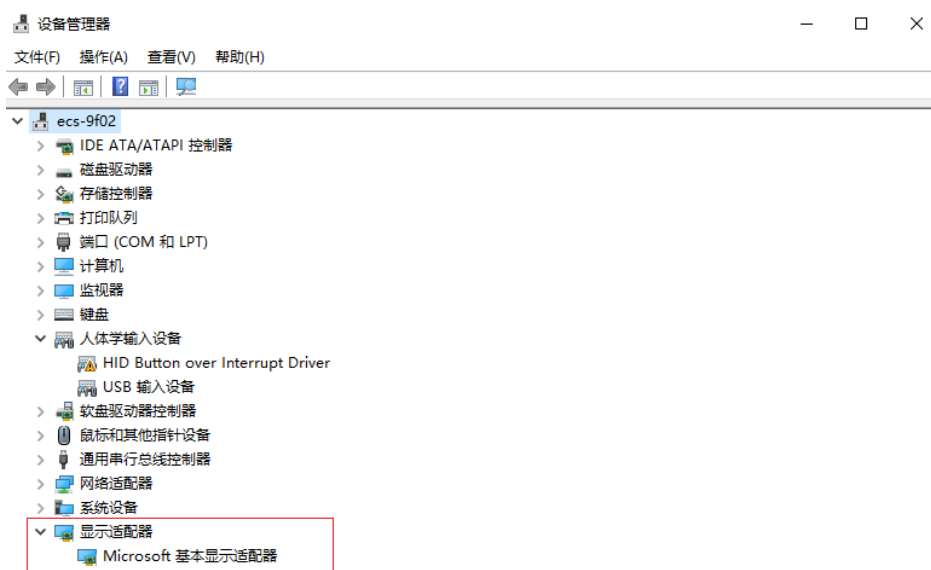 设备管理器
文件(F) 操作(A) 查看(V) 帮助(H)
ecs-9f02
IDE ATA/ATAPI 控制器
磁盘驱动器
存储控制器
打印队列
端口 (COM 和 LPT)
计算机
监视器
键盘
人体学输入设备
HID Button over Interrupt Driver
USB 输入设备
软盘驱动器控制器
鼠标和其他指针设备
通用串行总线控制器
网络适配器
系统设备
显示适配器
Microsoft 基本显示适配器